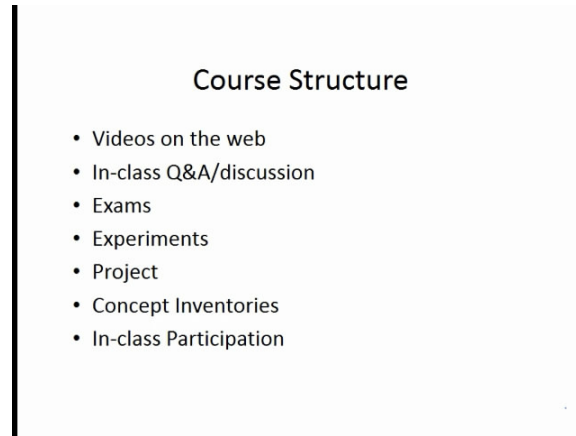 Course Structure
• Videos on the web
• In-class Q&A/discussion
• Exams
• Experiments
• Project
• Concept Inventories
• In-class Participation